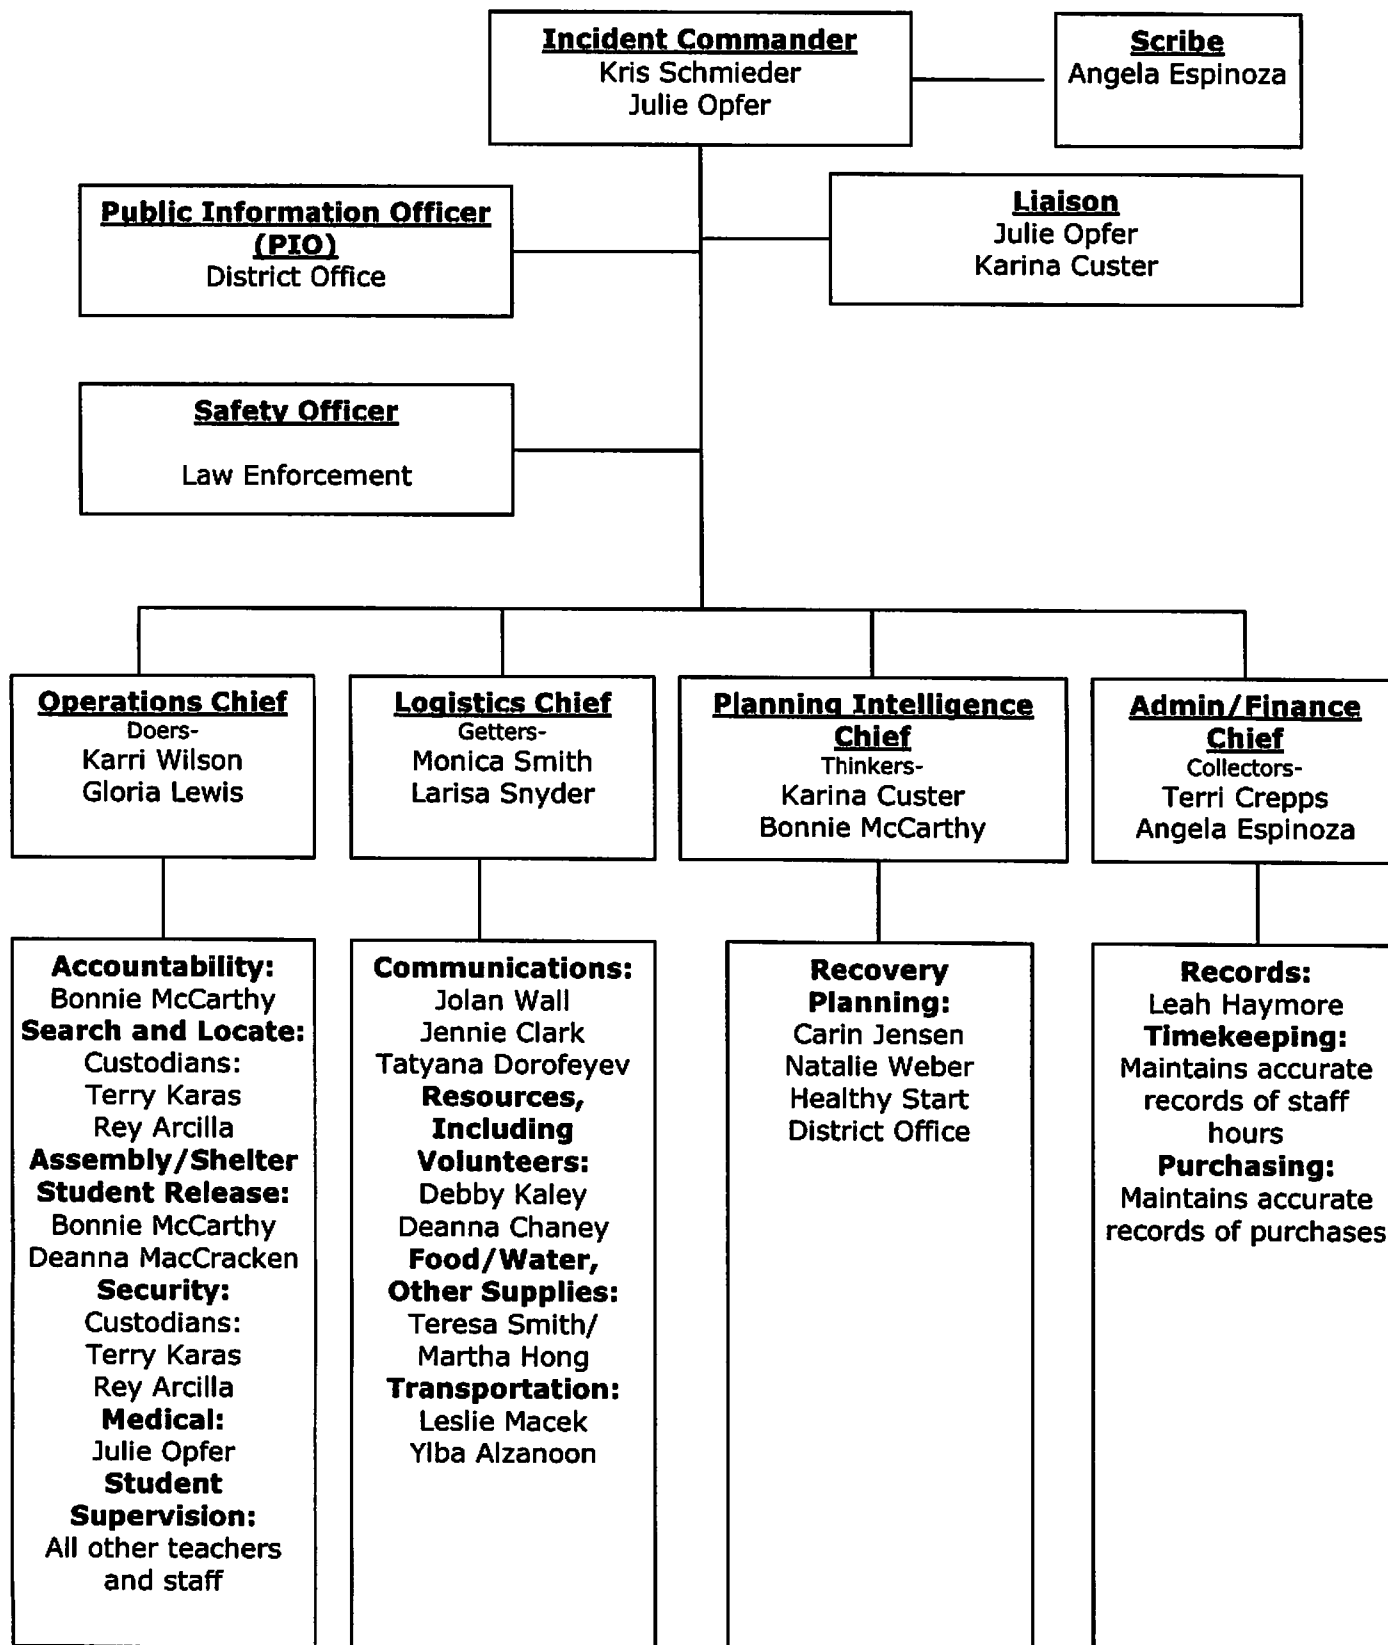 Incident Commander
Kris Schmieder
Julie Opfer
Scribe
Angela Espinoza
Public Information Officer
(PIO)
District Office
Liaison
Julie Opfer
Karina Custer
Safety Officer
Law Enforcement
Operations Chief
Doers-
Karri Wilson
Gloria Lewis
Logistics Chief
Getters-
Monica Smith
Larisa Snyder
Planning Intelligence
Chief
Thinkers-
Karina Custer
Bonnie McCarthy
Admin/Finance
Chief
Collectors-
Terri Crepps
Angela Espinoza
Accountability:
Bonnie McCarthy
Search and Locate:
Custodians:
Terry Karas
Rey Arcilla
Assembly/Shelter
Student Release:
Bonnie McCarthy
Deanna MacCracken
Security:
Custodians:
Terry Karas
Rey Arcilla
Medical:
Julie Opfer
Student
Supervision:
All other teachers
and staff
Communications:
Jolan Wall
Jennie Clark
Tatyana Dorofeyev
Resources,
Including
Volunteers:
Debby Kaley
Deanna Chaney
Food/Water,
Other Supplies:
Teresa Smith/
Martha Hong
Transportation:
Leslie Macek
Ylba Alzanoon
Recovery
Planning:
Carin Jensen
Natalie Weber
Healthy Start
District Office
Records:
Leah Haymore
Timekeeping:
Maintains accurate
records of staff
hours
Purchasing:
Maintains accurate
records of purchases